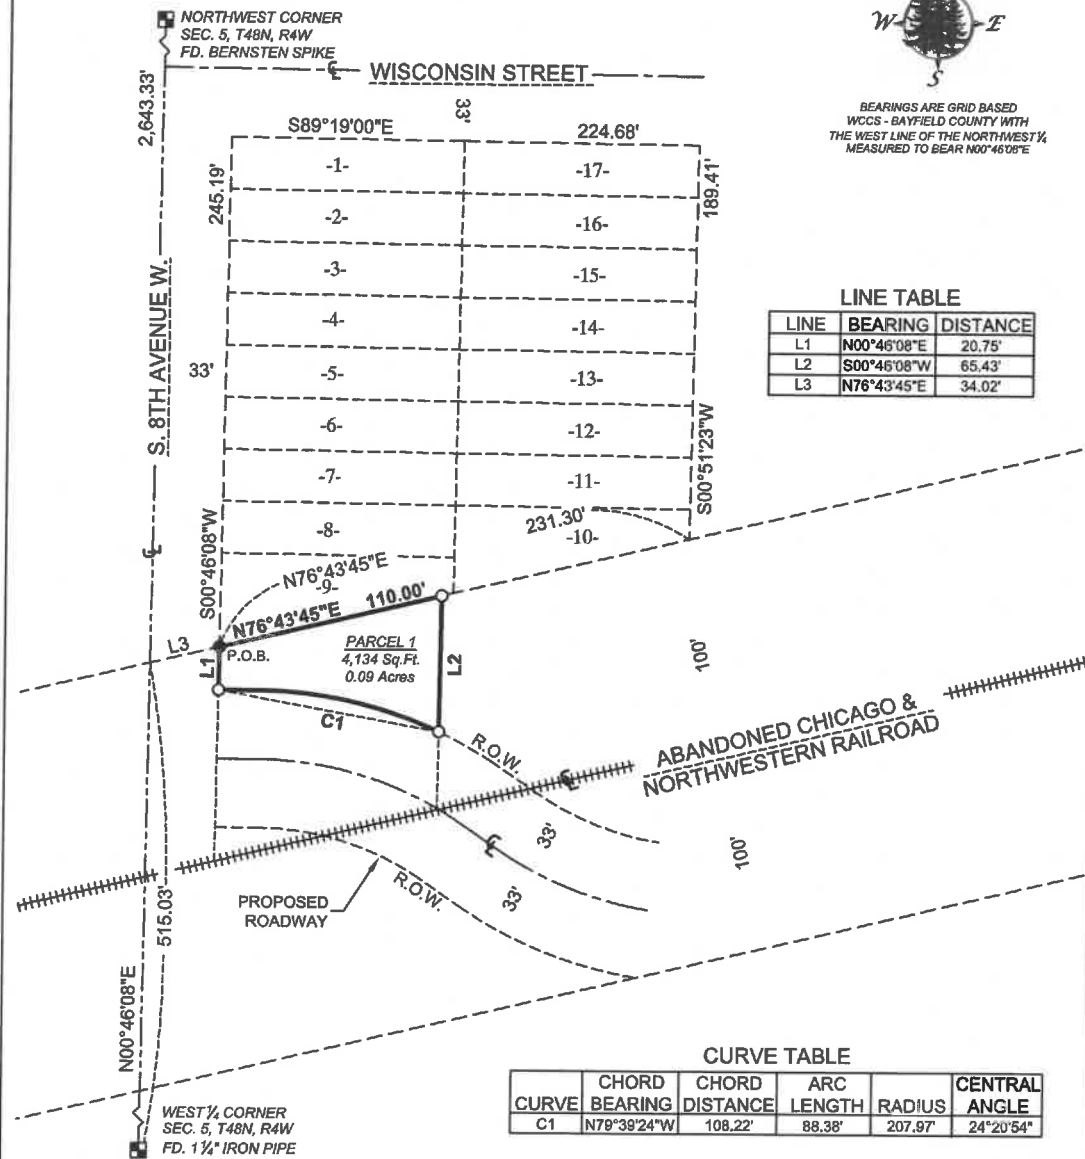 NORTHWEST CORNER
SEC. 5, T48N, R4W
FD. BERNSTEN SPIKE
W E
S
BEARINGS ARE GRID BASED
WCCS - BAYFIELD COUNTY WITH
THE WEST LINE OF THE NORTHWEST ¼
MEASURED TO BEAR N00°46'08"E
2,643.33'
℄ WISCONSIN STREET
33'
S89°19'00"E 224.68'
245.19'
189.41'
-1- -17-
-2- -16-
-3- -15-
-4- -14-
-5- -13-
-6- -12-
-7- -11-
-8- -10-
-9-
S. 8TH AVENUE W.
33'
℄
S00°46'08"W
S00°51'23"W
231.30'
N76°43'45"E
N76°43'45"E 110.00'
L3
L1
P.O.B.
PARCEL 1
4,134 Sq.Ft.
0.09 Acres
L2
C1
LINE TABLE
LINE BEARING DISTANCE
L1 N00°46'08"E 20.75'
L2 S00°46'08"W 65.43'
L3 N76°43'45"E 34.02'
100'
ABANDONED CHICAGO &
NORTHWESTERN RAILROAD
℄
R.O.W.
33'
℄
100'
R.O.W.
33'
PROPOSED
ROADWAY
515.03'
N00°46'08"E
WEST ¼ CORNER
SEC. 5, T48N, R4W
FD. 1 ¼" IRON PIPE
CURVE TABLE
CURVE CHORD BEARING CHORD DISTANCE ARC LENGTH RADIUS CENTRAL ANGLE
C1 N79°39'24"W 108.22' 88.38' 207.97' 24°20'54"